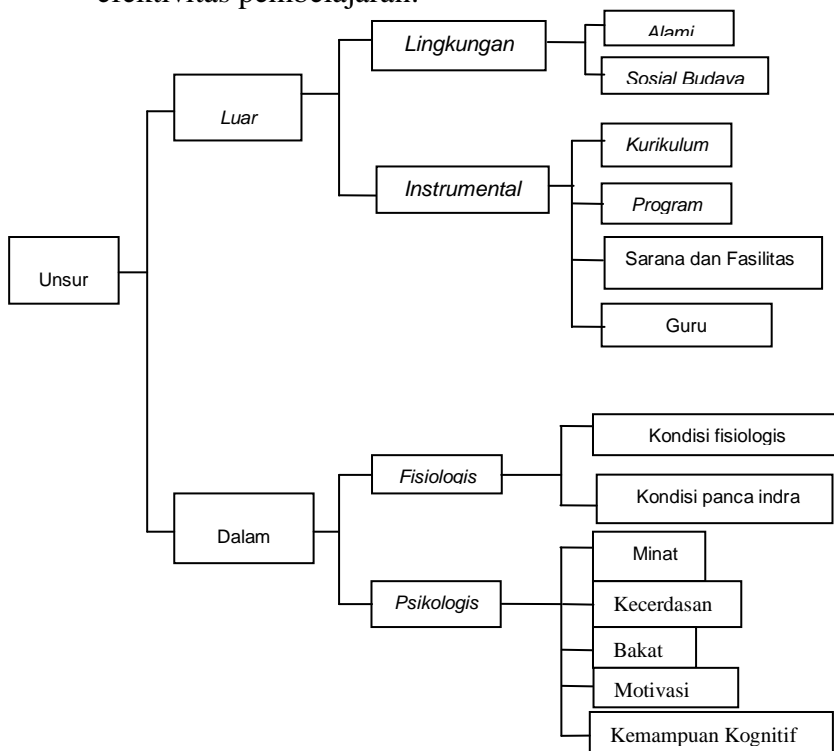 efektivitas pembelajaran.
Lingkungan
Alami
Sosial Budaya
Luar
Kurikulum
Instrumental
Program
Sarana dan Fasilitas
Unsur
Guru
Kondisi fisiologis
Fisiologis
Kondisi panca indra
Dalam
Minat
Psikologis
Kecerdasan
Bakat
Motivasi
Kemampuan Kognitif